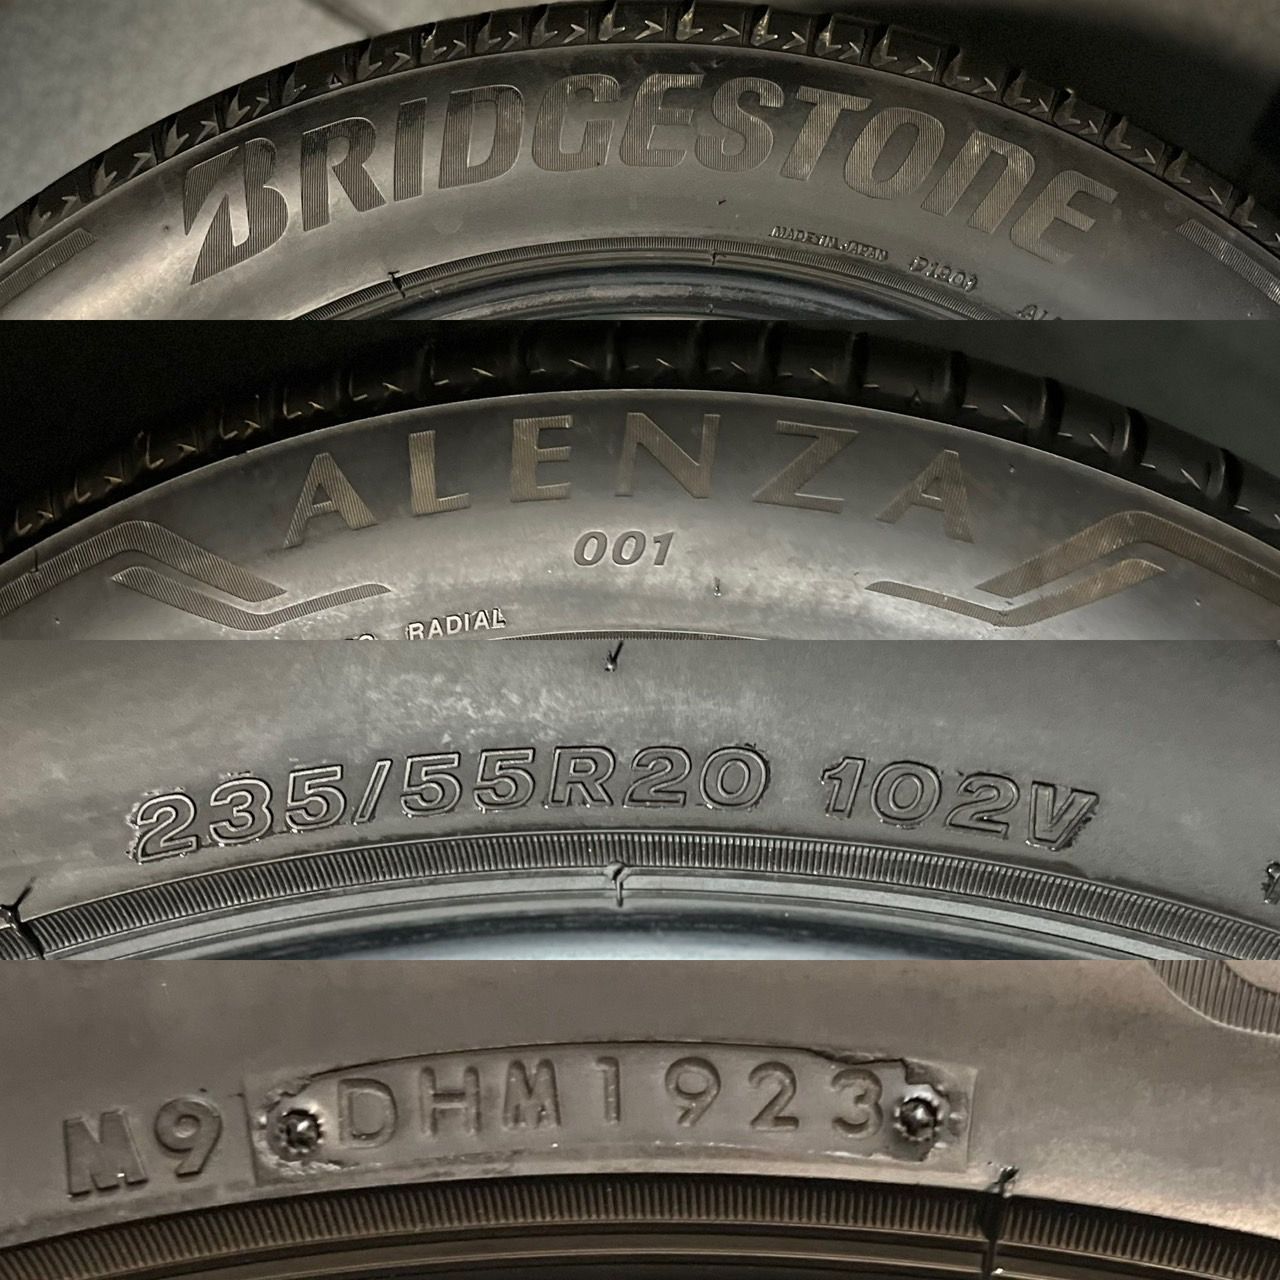 BRIDGESTONE
MADE IN JAPAN
ALENZA
001
RADIAL
235/55R20 102V
M9 DHM1923